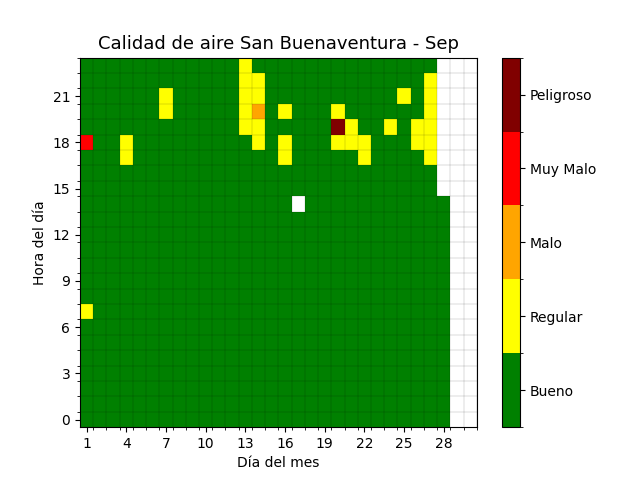 Calidad de aire San Buenaventura - Sep
Hora del día
21
18
15
12
9
6
3
0
1 4 7 10 13 16 19 22 25 28
Día del mes
Peligroso
Muy Malo
Malo
Regular
Bueno